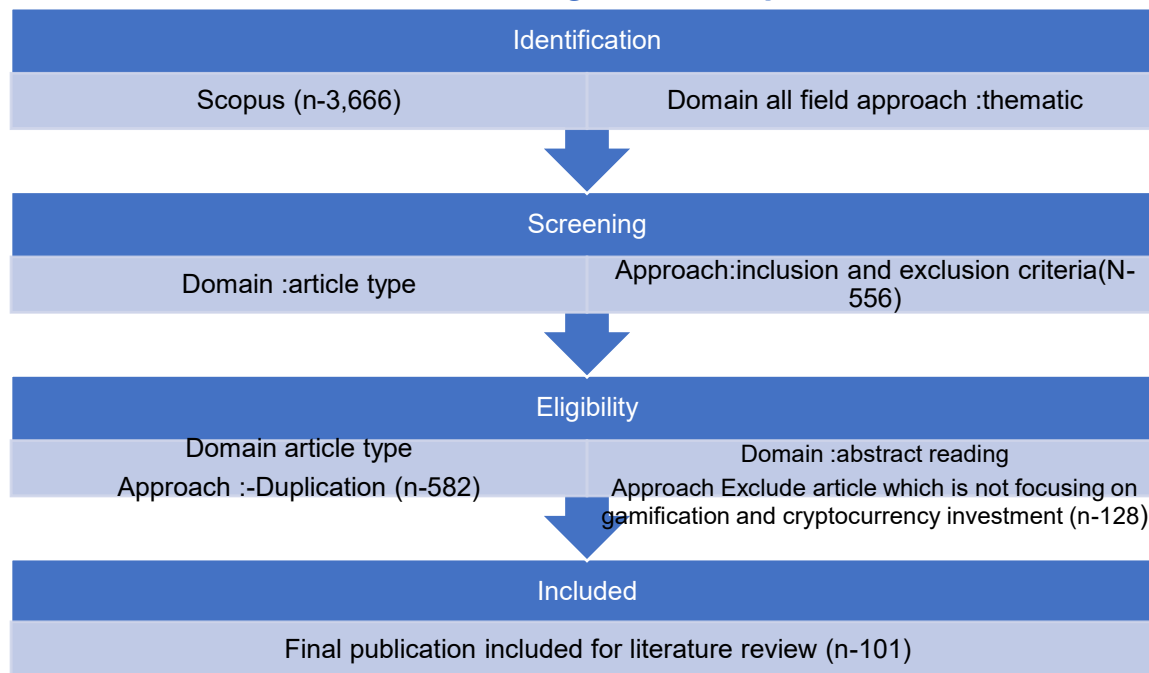 Identification
Scopus (n-3,666)
Domain all field approach :thematic
Screening
Domain :article type
Approach:inclusion and exclusion criteria(N-
556)
Eligibility
Domain article type
Approach :-Duplication (n-582)
Domain :abstract reading
Approach Exclude article which is not focusing on
gamification and cryptocurrency investment (n-128)
Included
Final publication included for literature review (n-101)